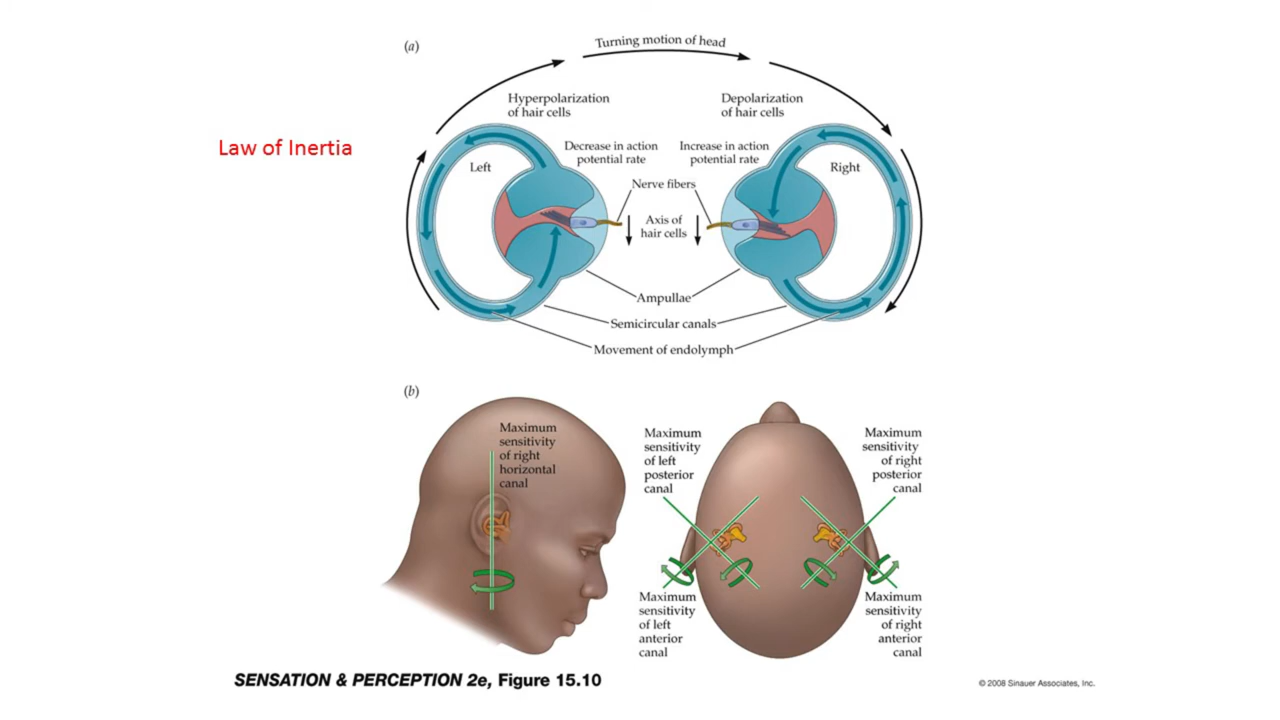 (a)
Turning motion of head
Hyperpolarization
of hair cells
Depolarization
of hair cells
Law of Inertia
Decrease in action
potential rate
Increase in action
potential rate
Left
Right
Nerve fibers
Axis of
hair cells
Ampullae
Semicircular canals
Movement of endolymph
(b)
Maximum
sensitivity
of right
horizontal
canal
Maximum
sensitivity
of left
posterior
canal
Maximum
sensitivity
of right
posterior
canal
Maximum
sensitivity
of left
anterior
canal
Maximum
sensitivity
of right
anterior
canal
SENSATION & PERCEPTION 2e, Figure 15.10
© 2008 Sinauer Associates, Inc.